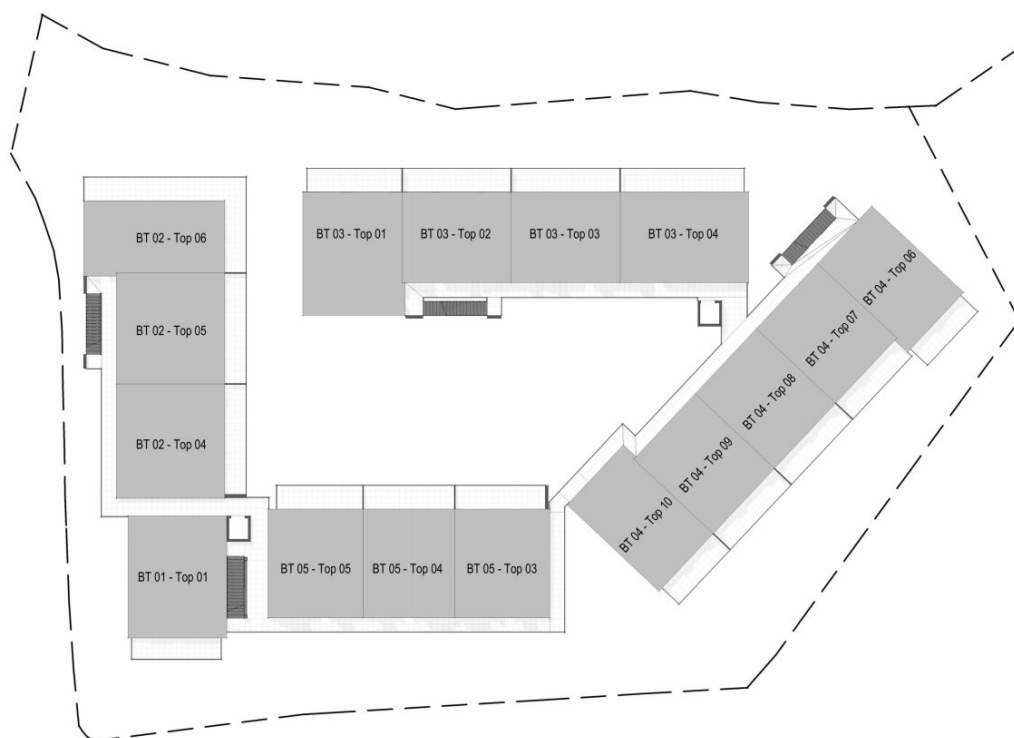 BT 03 - Top 01
BT 03 - Top 02
BT 03 - Top 03
BT 03 - Top 04
BT 02 - Top 06
BT 02 - Top 05
BT 02 - Top 04
BT 04 - Top 06
BT 04 - Top 07
BT 04 - Top 08
BT 04 - Top 09
BT 04 - Top 10
BT 01 - Top 01
BT 05 - Top 05
BT 05 - Top 04
BT 05 - Top 03